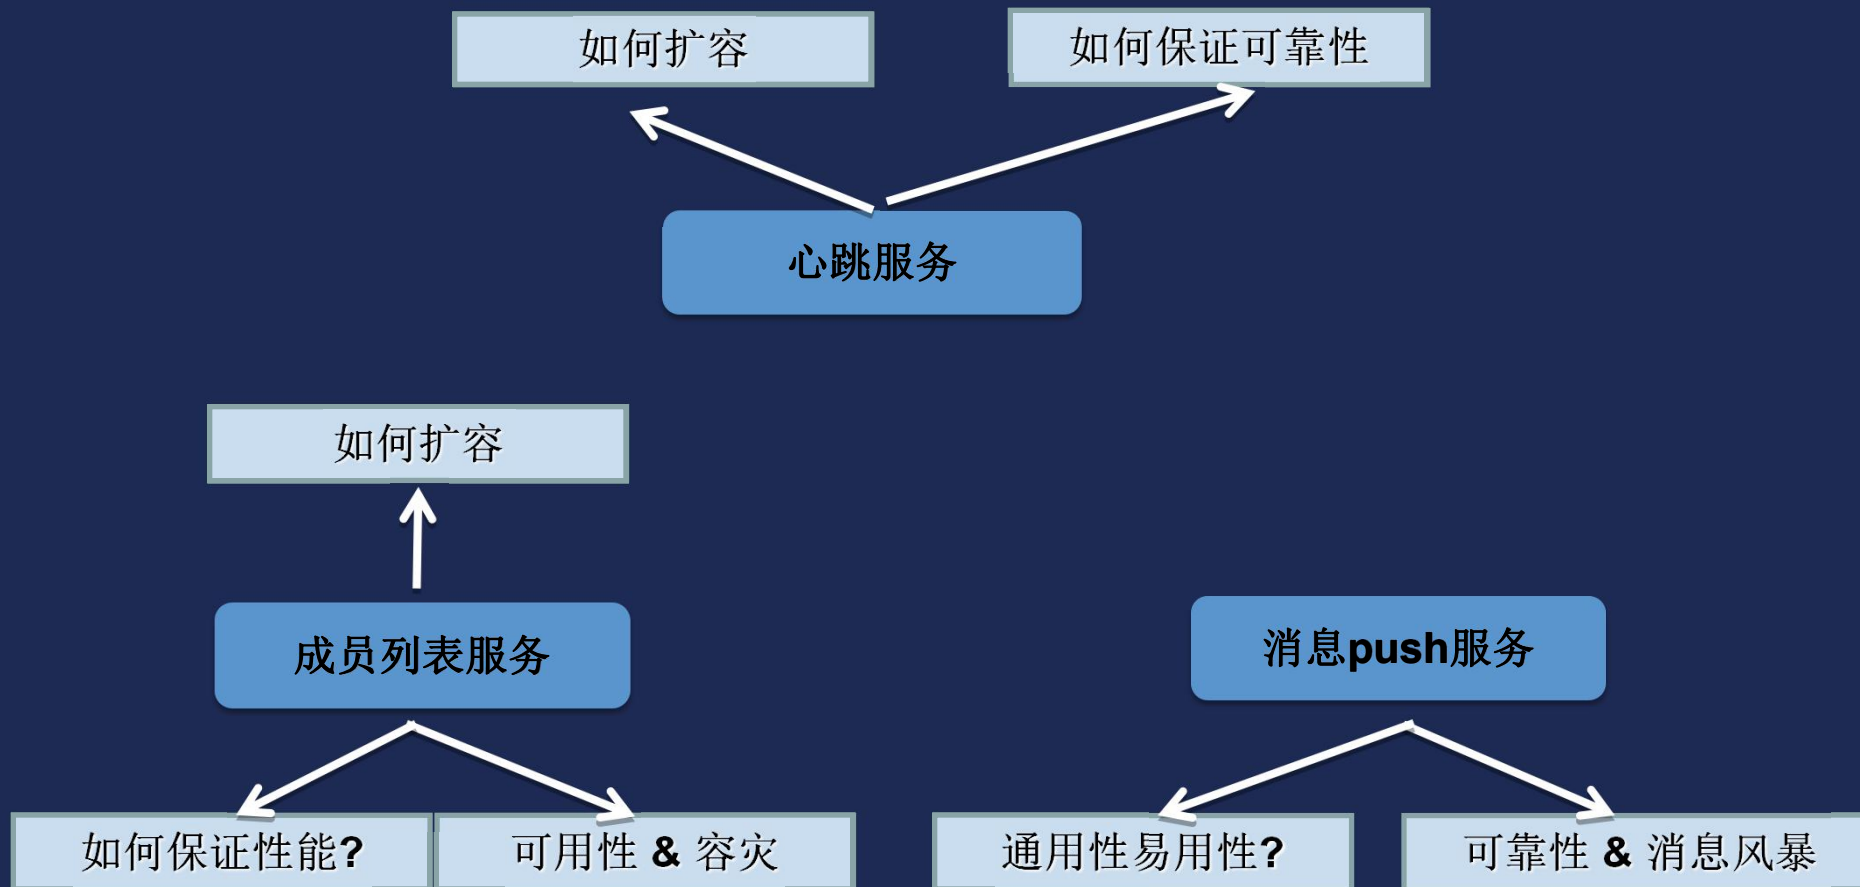 如何扩容
如何保证可靠性
心跳服务
如何扩容
成员列表服务
消息push服务
如何保证性能?
可用性 & 容灾
通用性易用性?
可靠性 & 消息风暴